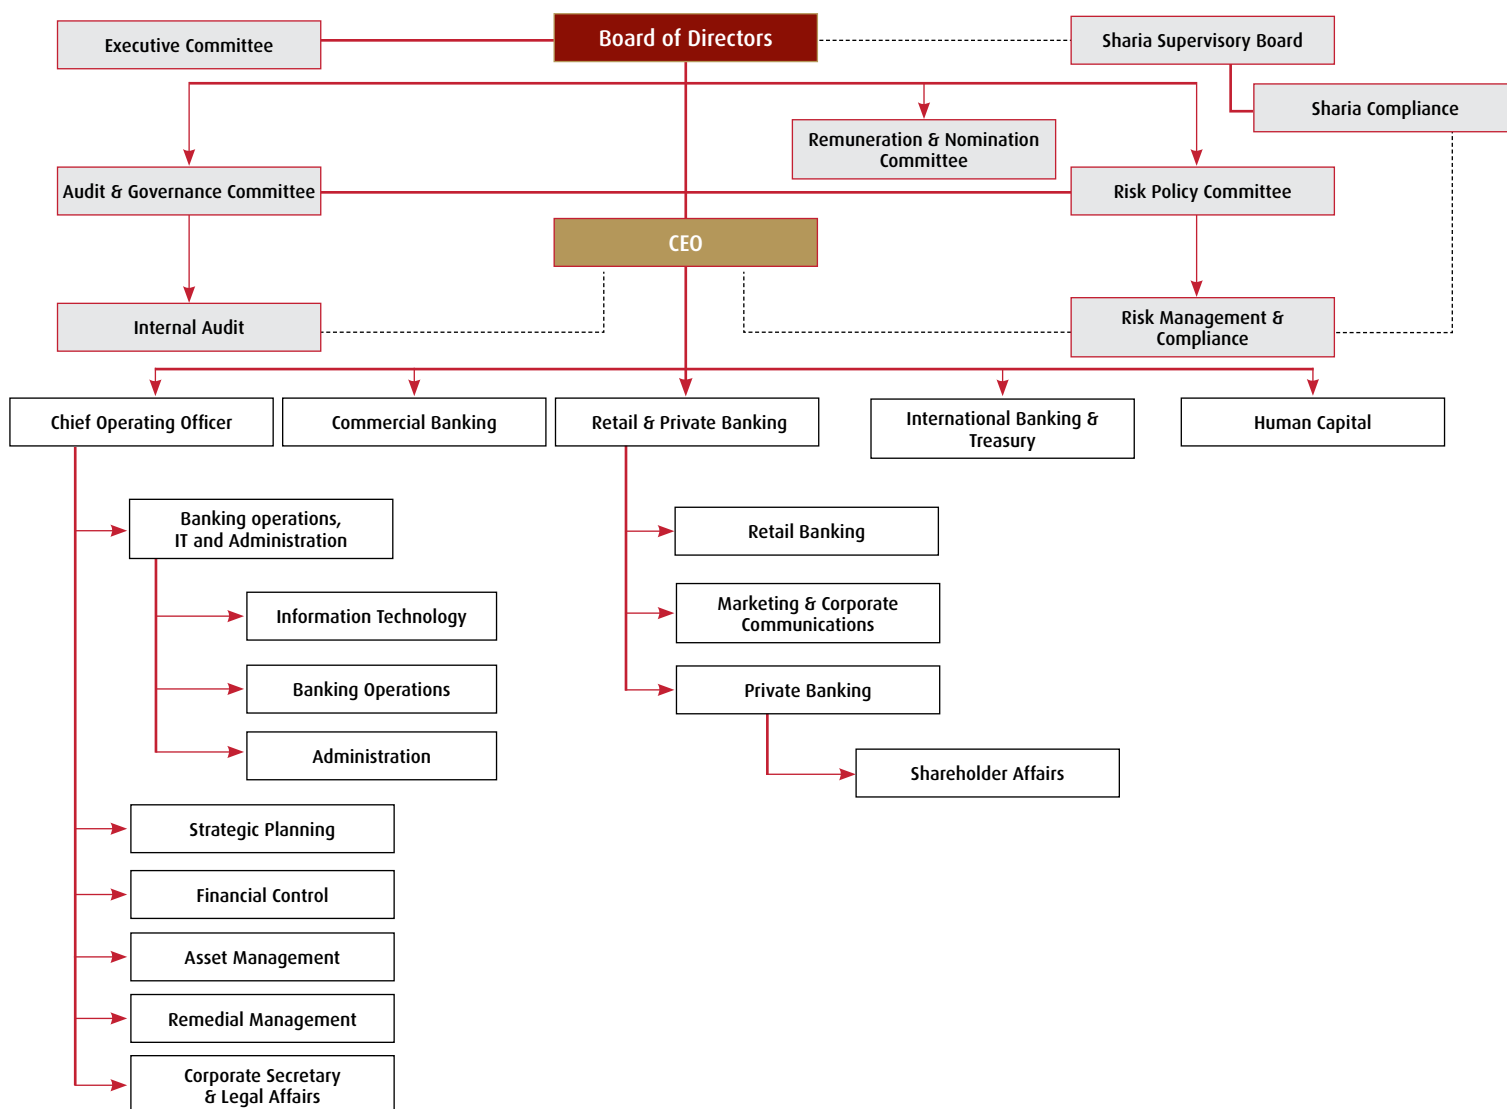 Executive Committee
Board of Directors
Sharia Supervisory Board
Sharia Compliance
Remuneration & Nomination
Committee
Audit & Governance Committee
Risk Policy Committee
CEO
Internal Audit
Risk Management &
Compliance
Chief Operating Officer
Commercial Banking
Retail & Private Banking
International Banking &
Treasury
Human Capital
Banking operations,
IT and Administration
Information Technology
Banking Operations
Administration
Strategic Planning
Financial Control
Asset Management
Remedial Management
Corporate Secretary
& Legal Affairs
Retail Banking
Marketing & Corporate
Communications
Private Banking
Shareholder Affairs